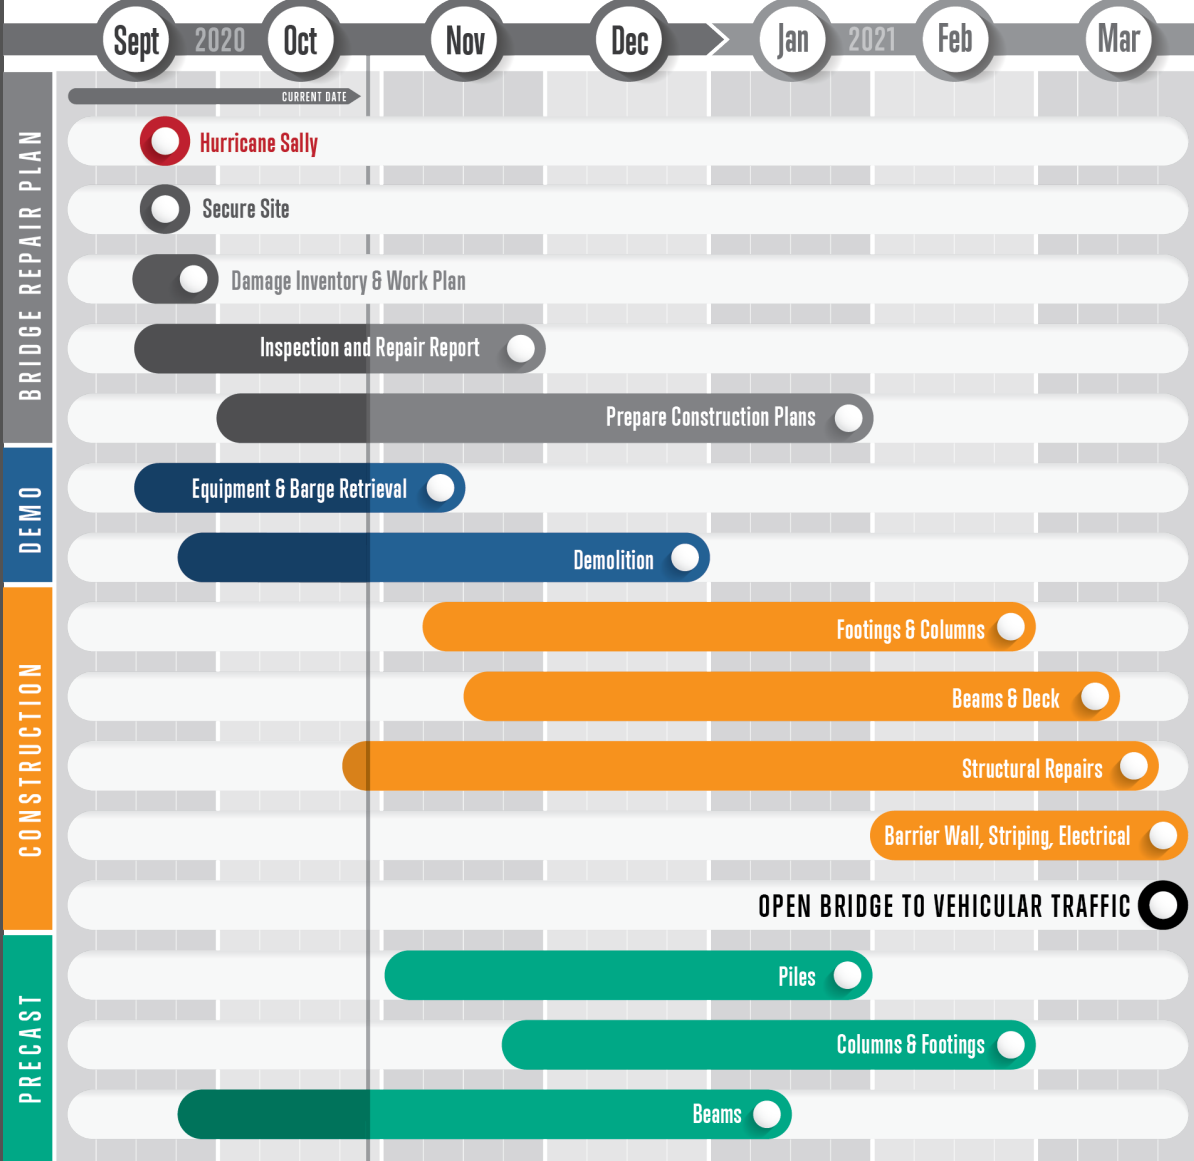 Sept 2020 Oct Nov Dec Jan 2021 Feb Mar
CURRENT DATE
BRIDGE REPAIR PLAN
Hurricane Sally
Secure Site
Damage Inventory & Work Plan
Inspection and Repair Report
Prepare Construction Plans
DEMO
Equipment & Barge Retrieval
Demolition
CONSTRUCTION
Footings & Columns
Beams & Deck
Structural Repairs
Barrier Wall, Striping, Electrical
OPEN BRIDGE TO VEHICULAR TRAFFIC
PRECAST
Piles
Columns & Footings
Beams